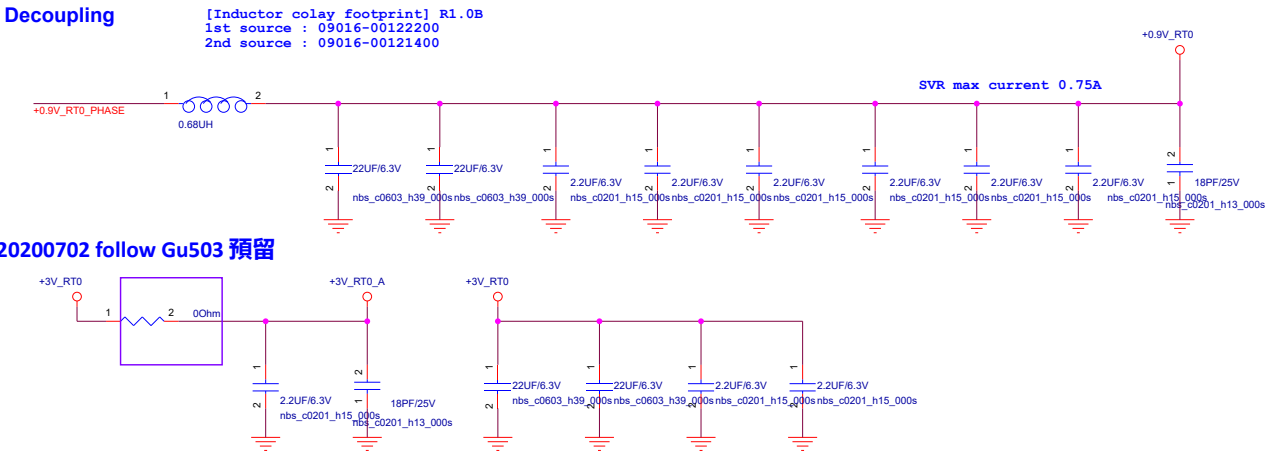 Decoupling
[Inductor colay footprint] R1.0B
1st source : 09016-00122200
2nd source : 09016-00121400
+0.9V_RT0
SVR max current 0.75A
+0.9V_RT0_PHASE
1
2
0.68UH
1
2
22UF/6.3V
nbs_c0603_h39_000s
1
2
22UF/6.3V
nbs_c0603_h39_000s
1
2
2.2UF/6.3V
nbs_c0201_h15_000s
1
2
2.2UF/6.3V
nbs_c0201_h15_000s
1
2
2.2UF/6.3V
nbs_c0201_h15_000s
1
2
2.2UF/6.3V
nbs_c0201_h15_000s
1
2
2.2UF/6.3V
nbs_c0201_h15_000s
1
2
2.2UF/6.3V
nbs_c0201_h15_000s
2
1
18PF/25V
nbs_c0201_h13_000s
20200702 follow Gu503 預留
+3V_RT0
1
2
0Ohm
+3V_RT0_A
1
2
2.2UF/6.3V
nbs_c0201_h15_000s
2
1
18PF/25V
nbs_c0201_h13_000s
+3V_RT0
1
2
22UF/6.3V
nbs_c0603_h39_000s
1
2
22UF/6.3V
nbs_c0603_h39_000s
1
2
2.2UF/6.3V
nbs_c0201_h15_000s
1
2
2.2UF/6.3V
nbs_c0201_h15_000s